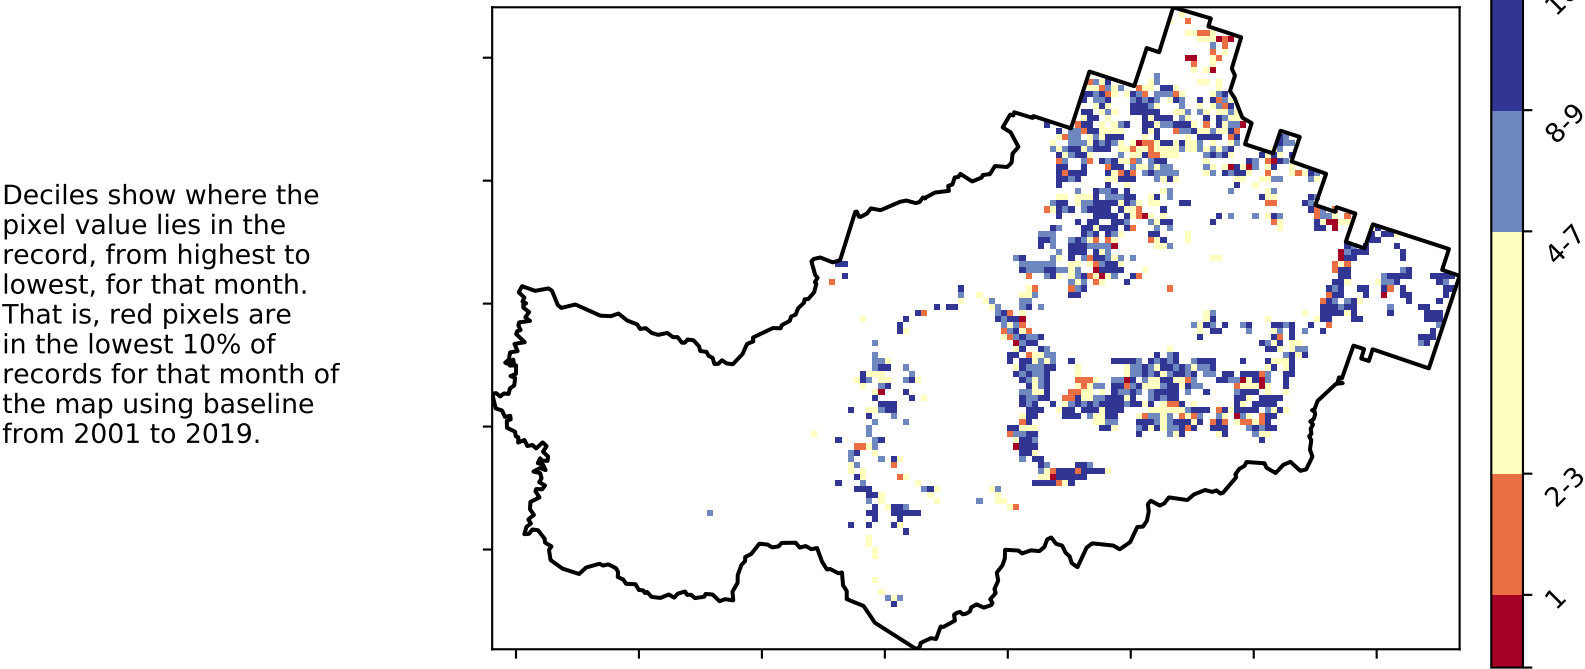 Deciles show where the
pixel value lies in the
record, from highest to
lowest, for that month.
That is, red pixels are
in the lowest 10% of
records for that month of
the map using baseline
from 2001 to 2019.
8-9
4-7
2-3
1